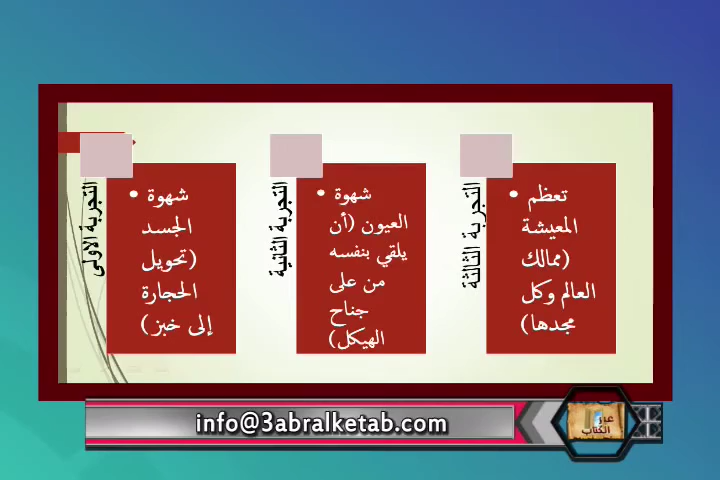 التجربة الاولى
• شهوة
الجسد
(تحويل
الحجارة
إلى خبز)
التجربة الثانية
• شهوة
العيون (أن
يلقي بنفسه
من على
جناح
الهيكل)
التجربة الثالثة
• تعظم
المعيشة
(ممالك
العالم وكل
مجدها)
info@3abralketab.com
عبر
الكتاب